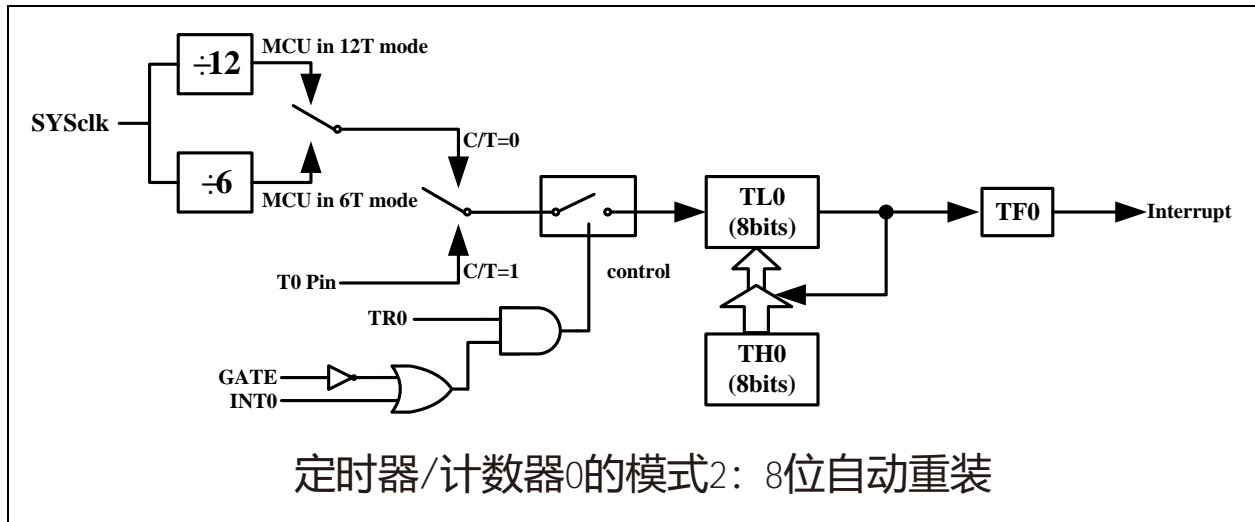 ÷12
MCU in 12T mode
SYSclk
C/T=0
÷6
MCU in 6T mode
TL0
(8bits)
TF0
Interrupt
T0 Pin
C/T=1
control
TR0
TH0
(8bits)
GATE
INT0
定时器/计数器0的模式2: 8位自动重装